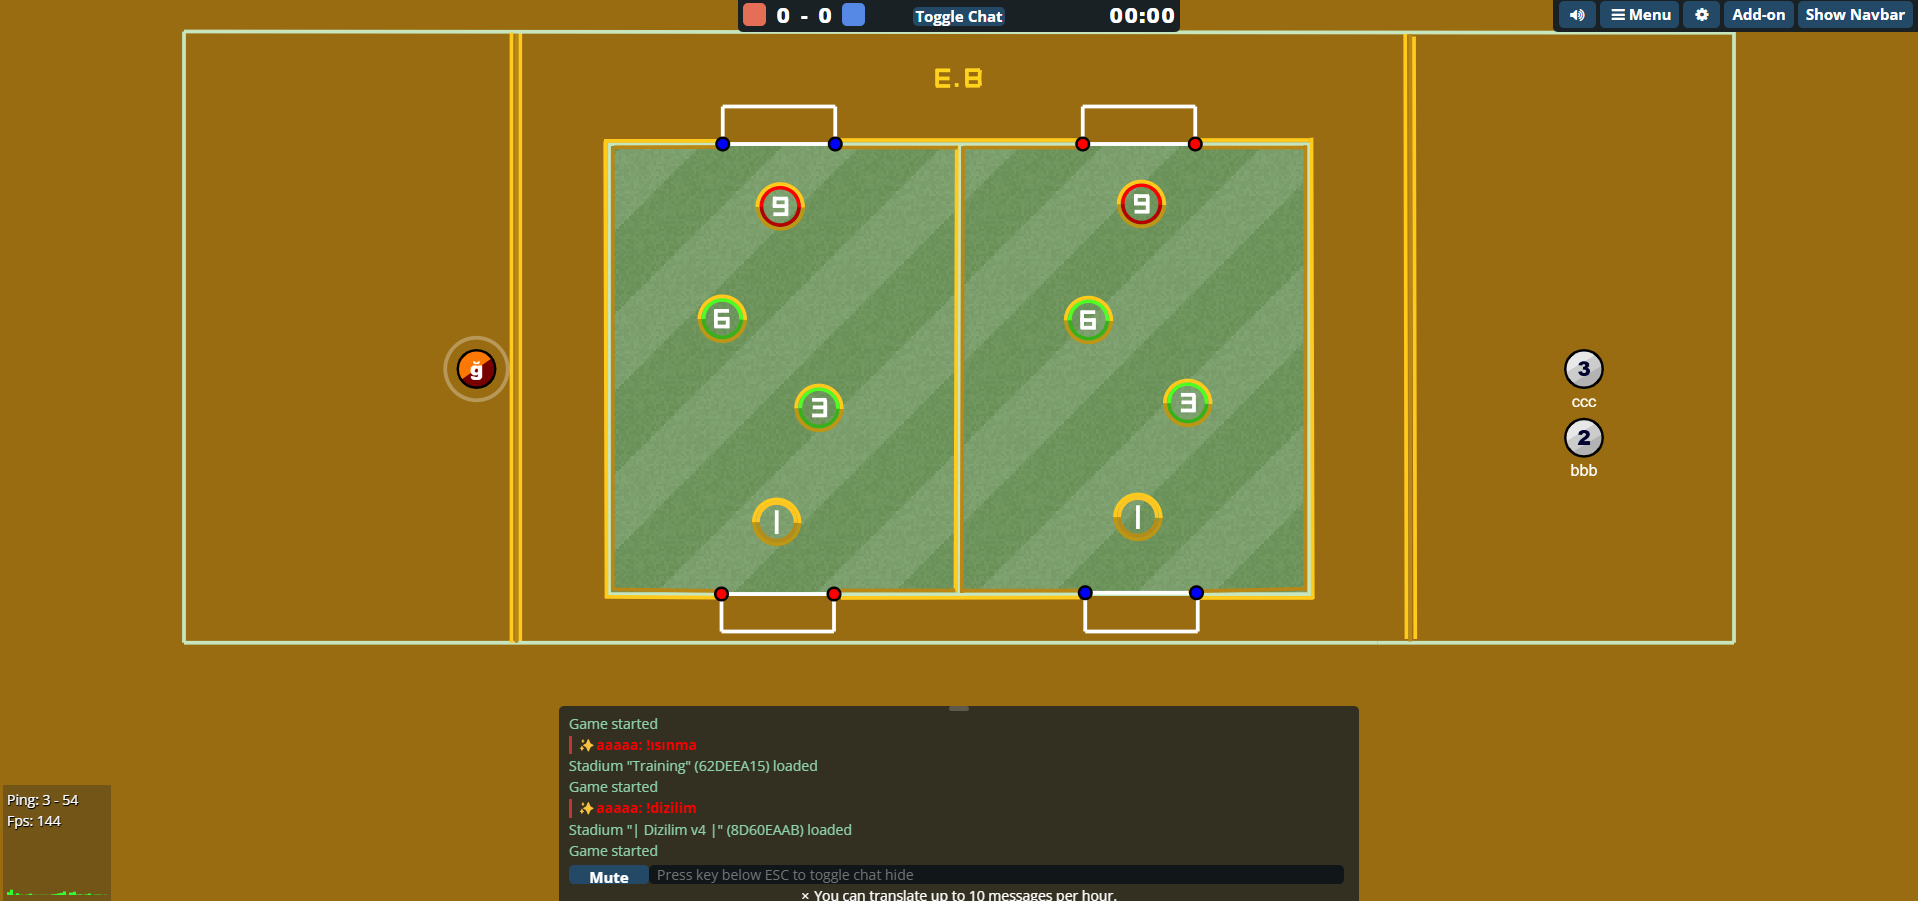 0 - 0
Toggle Chat
00:00
Menu
Add-on
Show Navbar
E.B
9
9
6
6
ğ
3
ccc
3
3
2
bbb
1
1
Game started
✨aaaaa: !ısınma
Stadium "Training" (62DEEA15) loaded
Game started
✨aaaaa: !dizilim
Stadium "| Dizilim v4 |" (8D60EAAB) loaded
Game started
Mute
Press key below ESC to toggle chat hide
× You can translate up to 10 messages per hour.
Ping: 3 - 54
Fps: 144